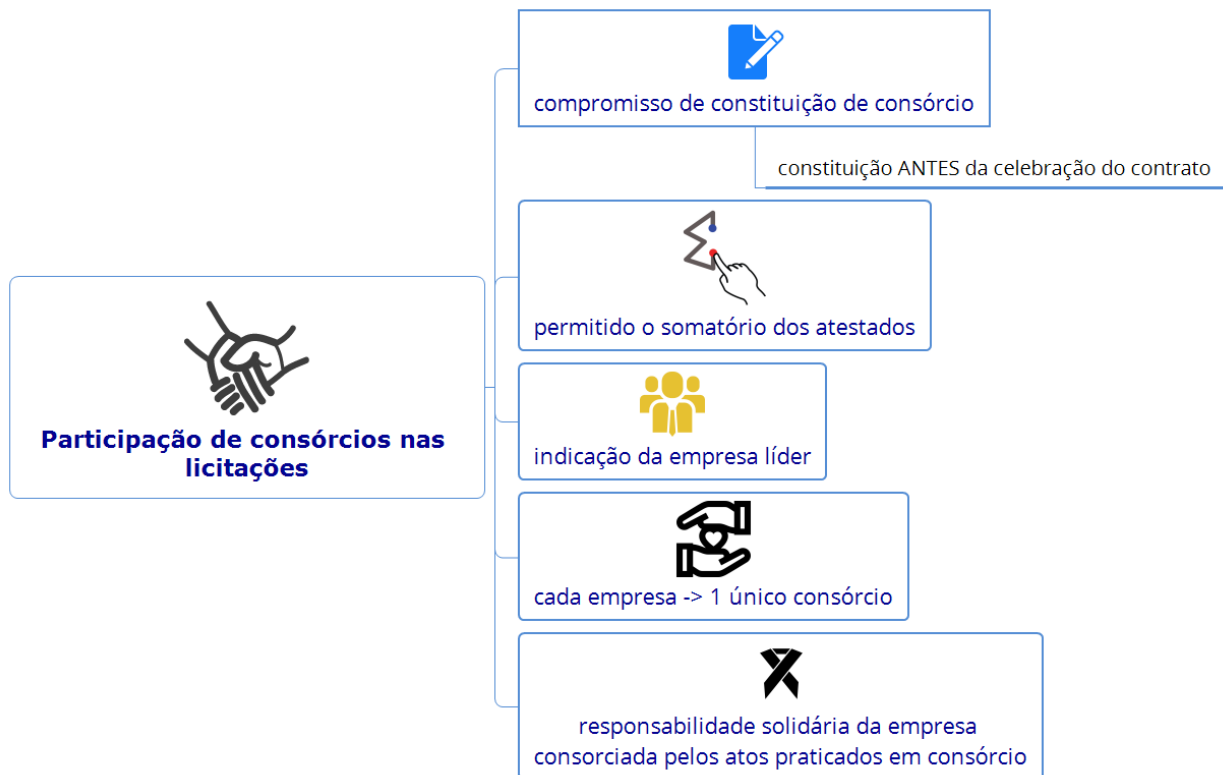 compromisso de constituição de consórcio
constituição ANTES da celebração do contrato
permitido o somatório dos atestados
Participação de consórcios nas
licitações
indicação da empresa líder
cada empresa -> 1 único consórcio
responsabilidade solidária da empresa
consorciada pelos atos praticados em consórcio